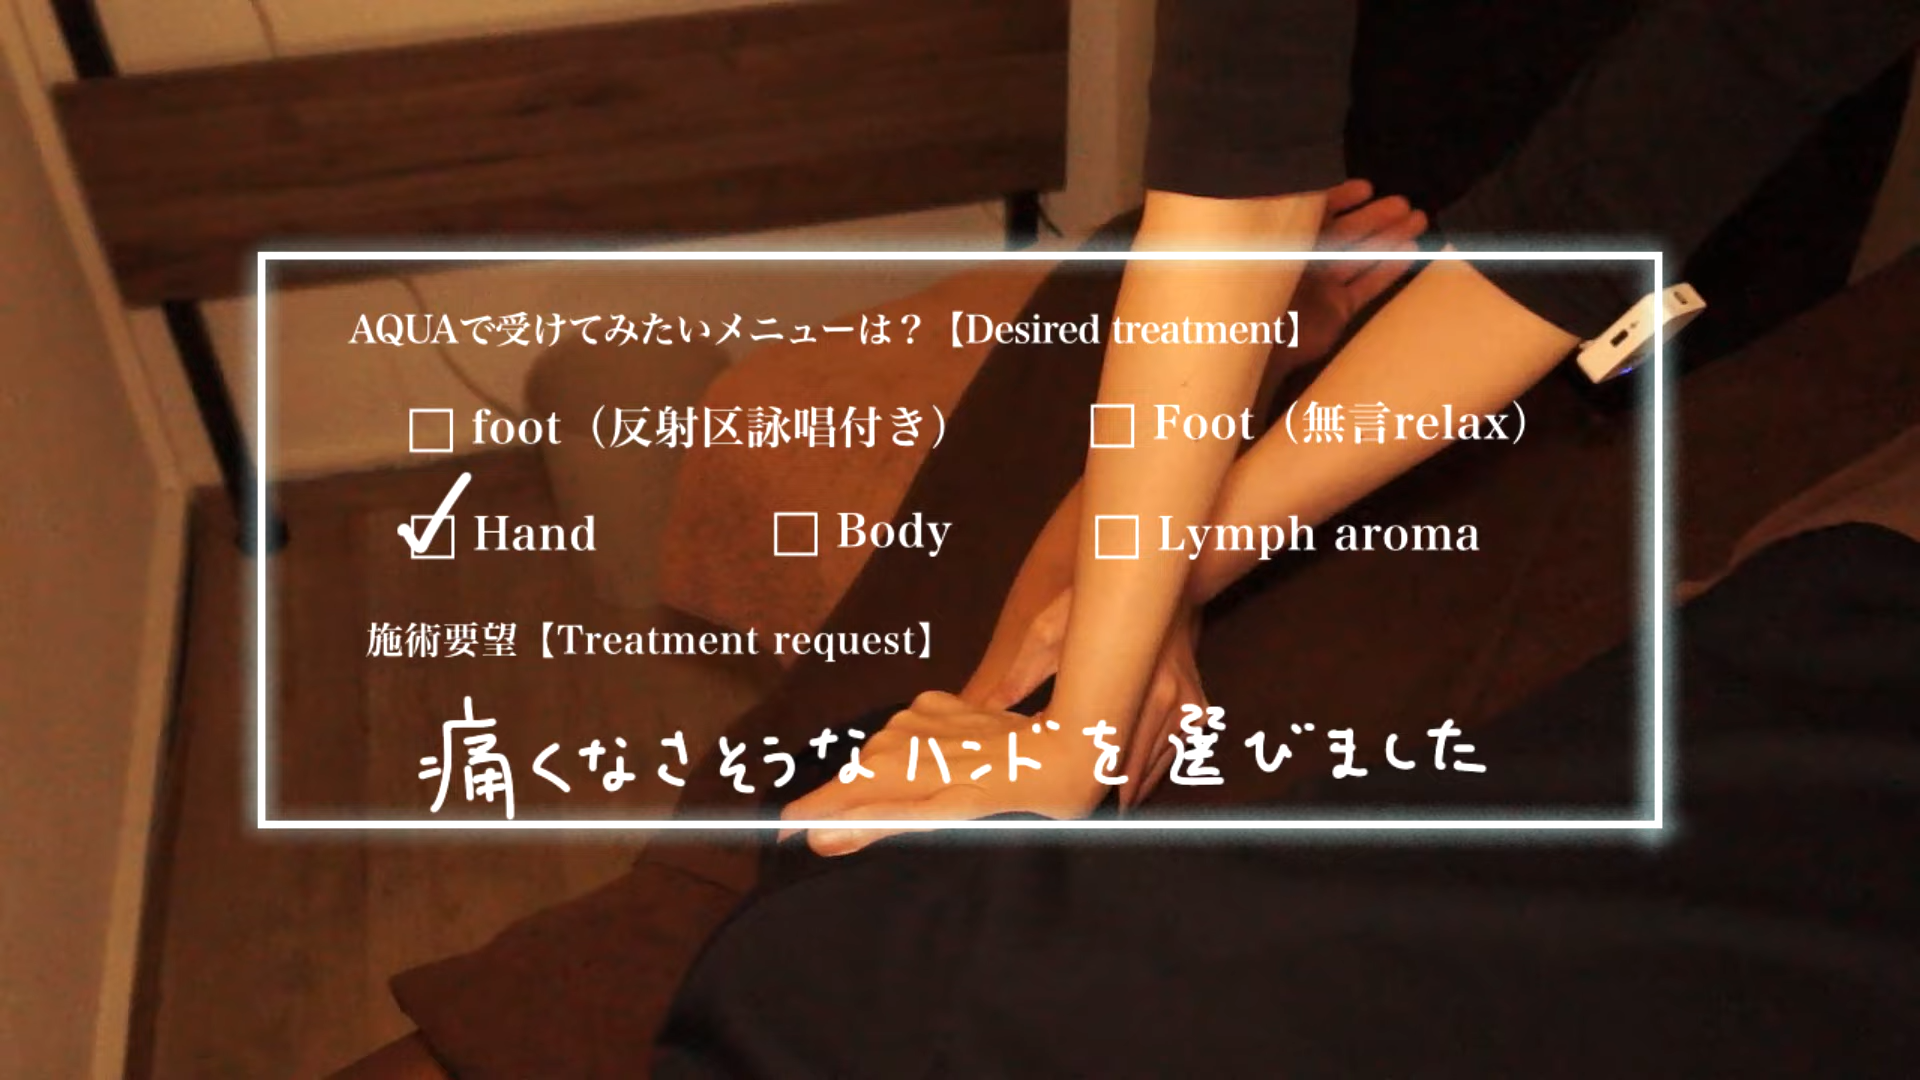 AQUAで受けてみたいメニューは？【Desired treatment】
□ foot（反射区詠唱付き） □ Foot（無言relax）
☑ Hand □ Body □ Lymph aroma
施術要望【Treatment request】
痛くなさそうなハンドを選びました